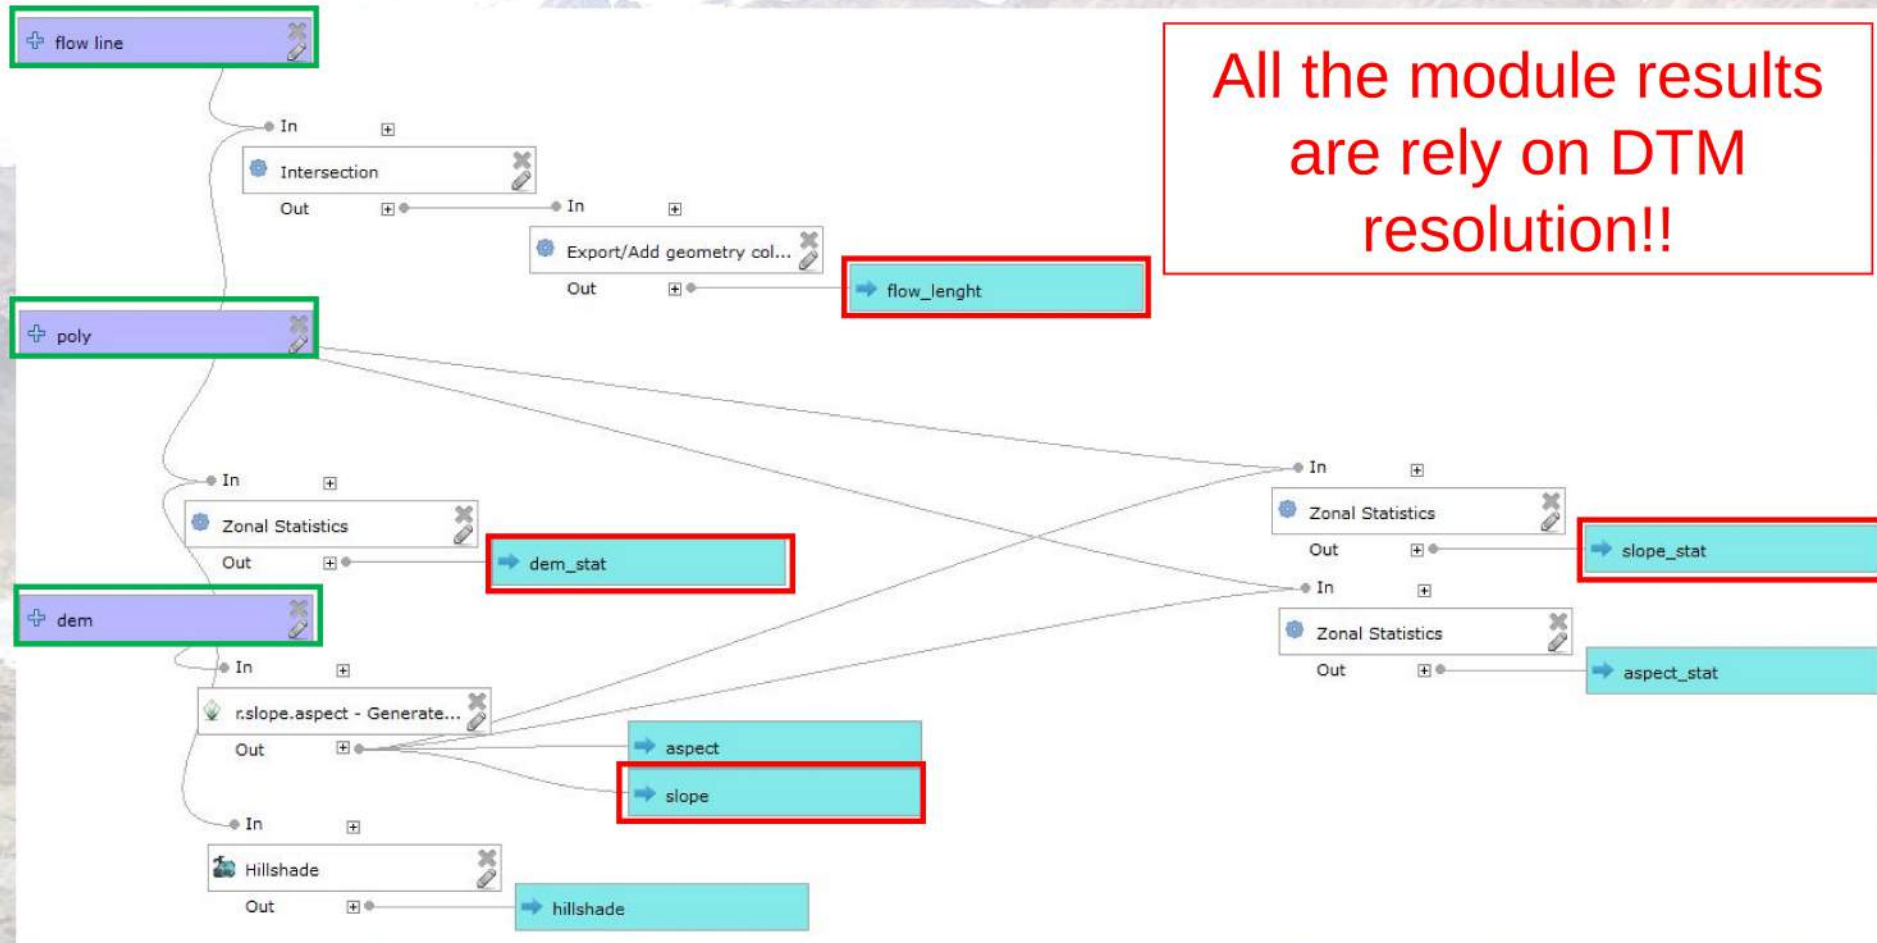 flow line
All the module results
are rely on DTM
resolution!!
In
Intersection
Out
In
Export/Add geometry col...
Out
flow_lenght
poly
In
Zonal Statistics
Out
dem_stat
In
Zonal Statistics
Out
slope_stat
In
Zonal Statistics
Out
aspect_stat
dem
In
r.slope.aspect - Generate...
Out
aspect
slope
In
Hillshade
Out
hillshade